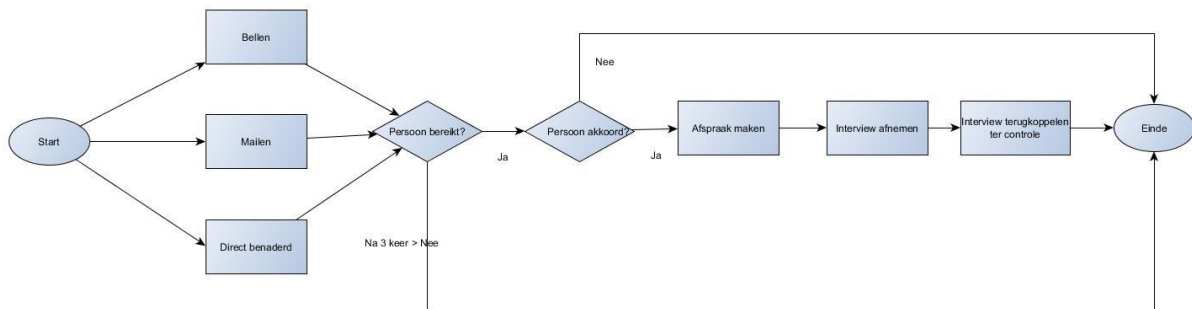 Bellen
Nee
Start
Mailen
Persoon bereikt?
Persoon akkoord?
Afspraak maken
Interview afnemen
Interview terugkoppelen
ter controle
Einde
Ja
Ja
Direct benaderd
Na 3 keer > Nee